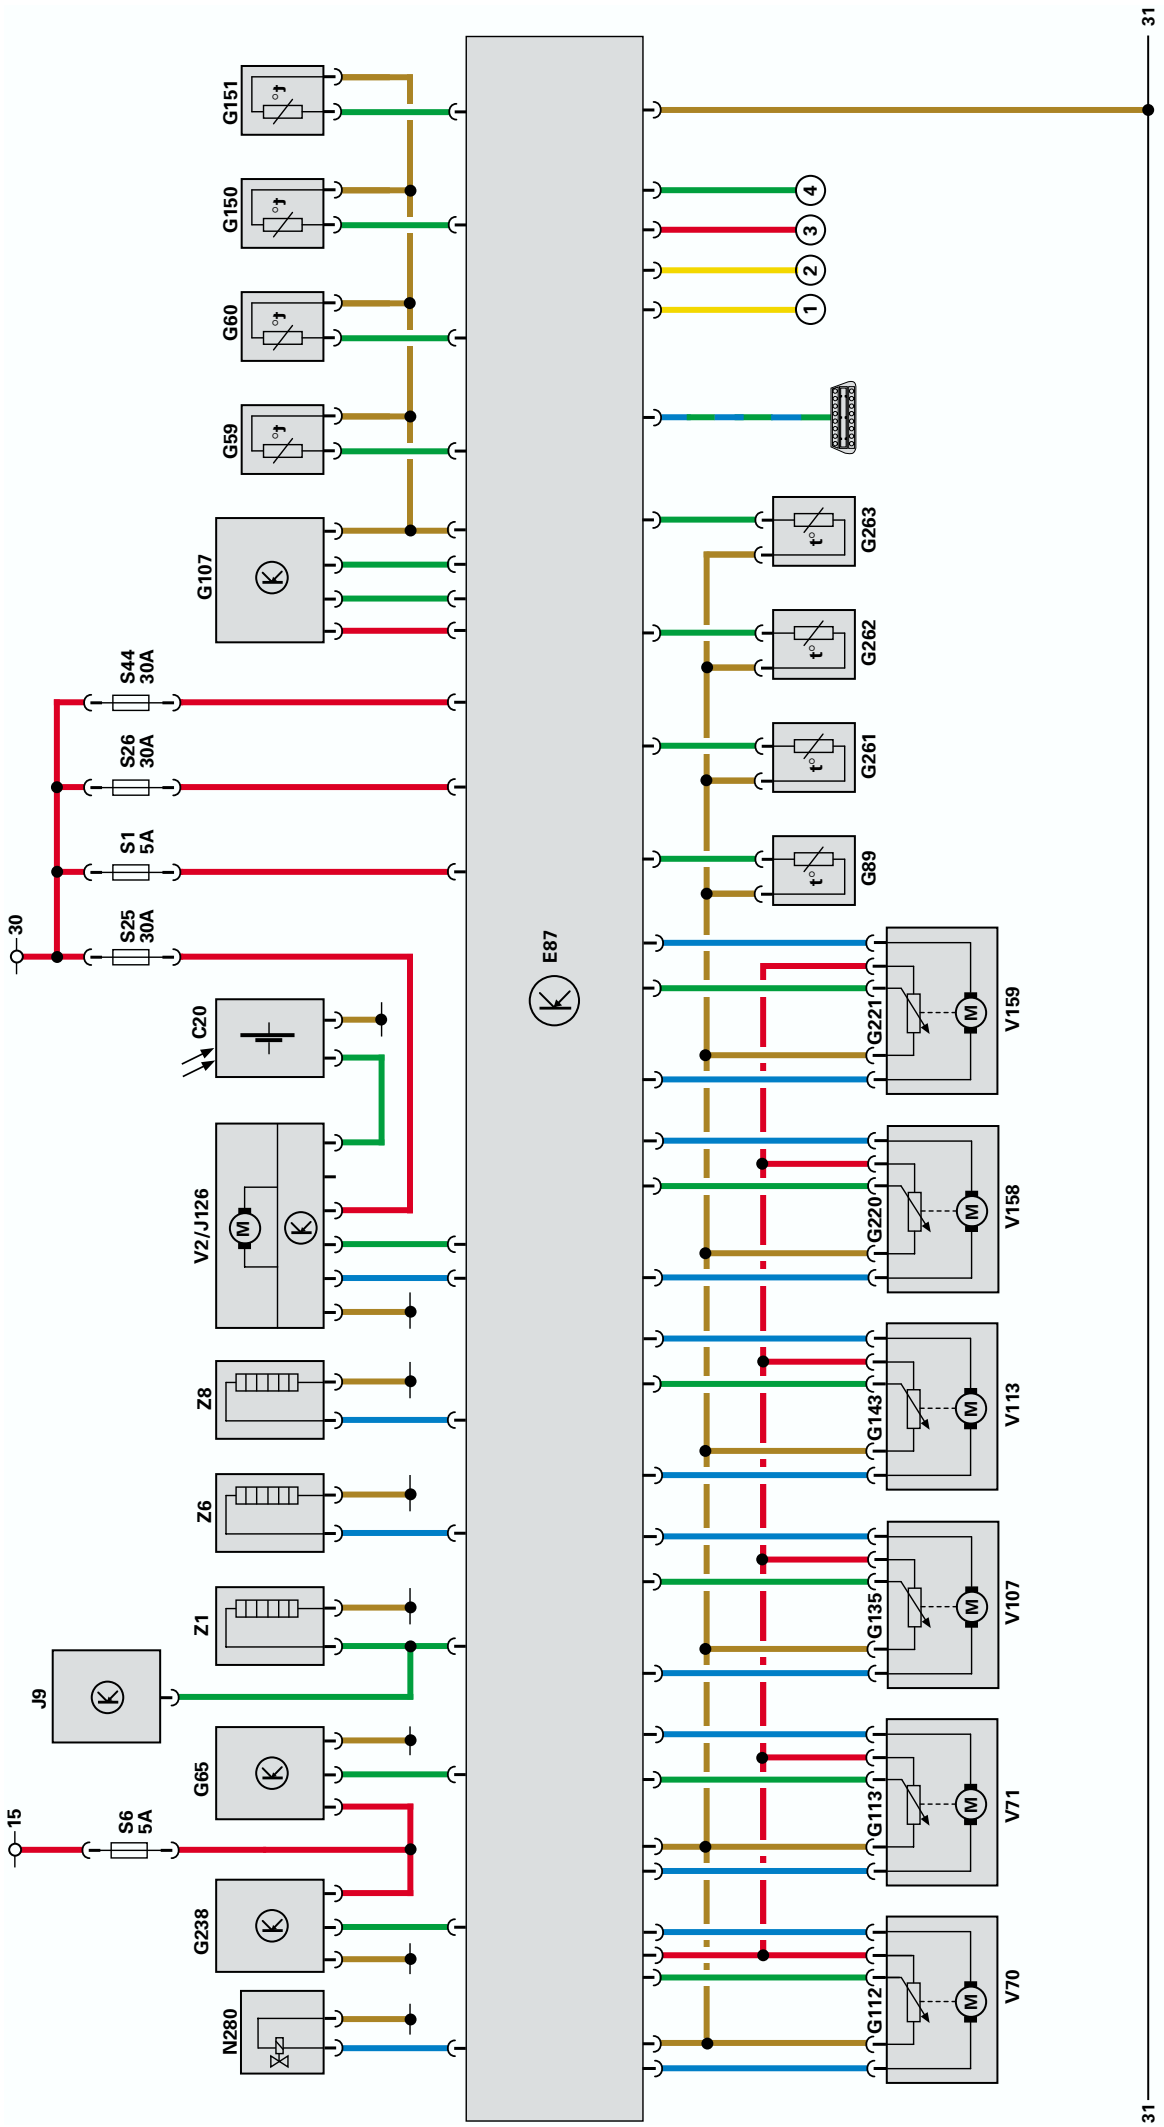 15
30
J9
S6
5A
S25
30A
S1
5A
S26
30A
S44
30A
N280
G238
G65
Z1
Z6
Z8
V2/J126
M
C20
G107
G59
t°
G60
t°
G150
t°
G151
t°
E87
1
2
3
4
G112
M
V70
G113
M
V71
G135
M
V107
G143
M
V113
G220
M
V158
G221
M
V159
t°
G89
t°
G261
t°
G262
t°
G263
31
31